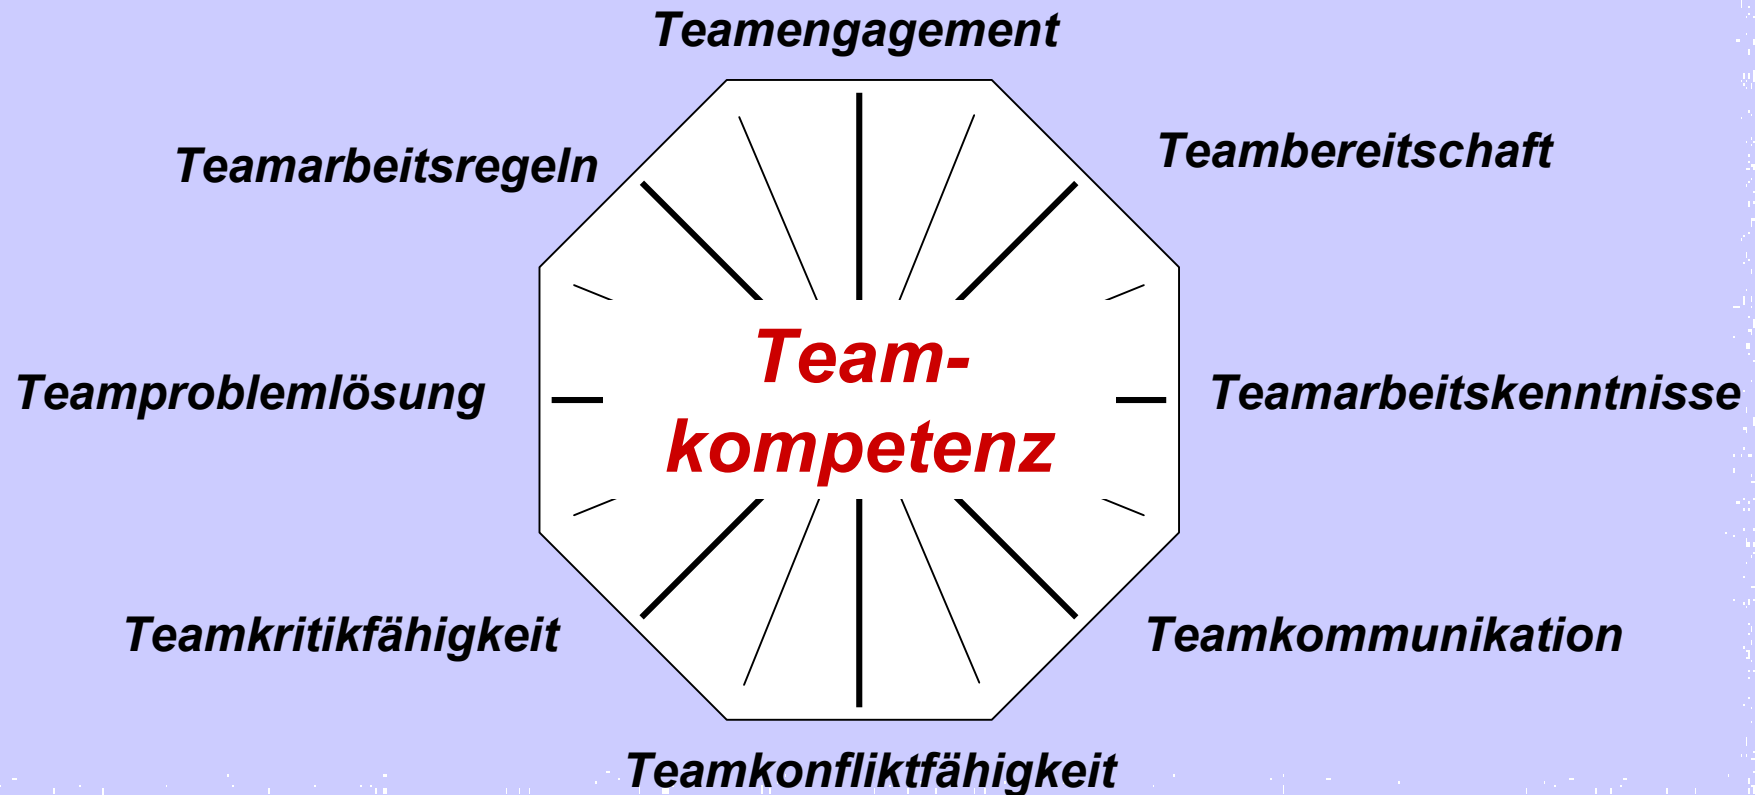 Teamengagement
Teambereitschaft
Teamarbeitsregeln
Team-
kompetenz
Teamproblemlösung
Teamarbeitskenntnisse
Teamkritikfähigkeit
Teamkommunikation
Teamkonfliktfähigkeit